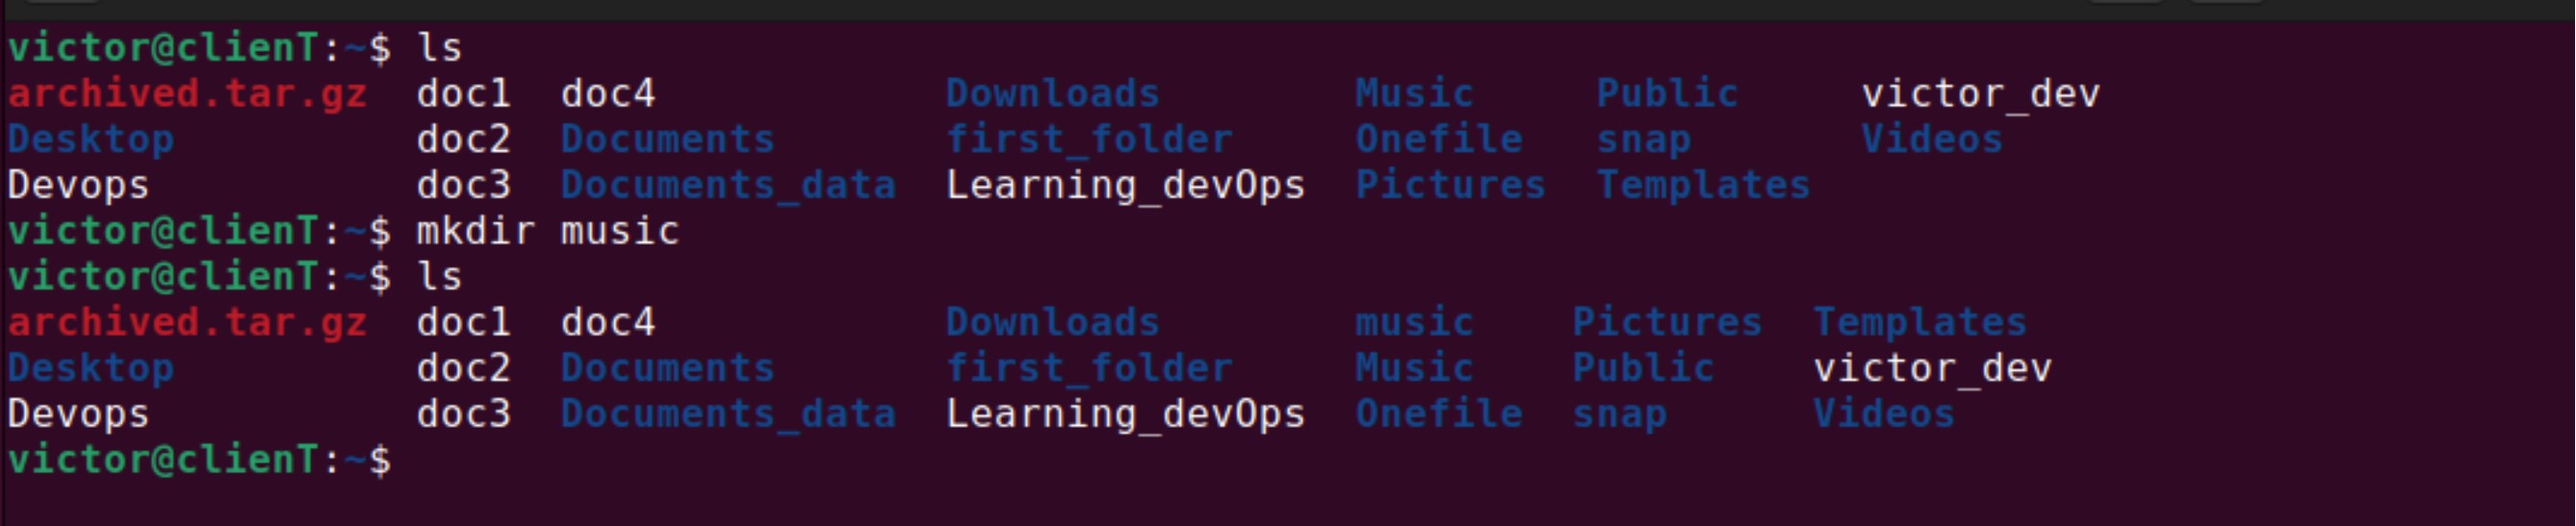 victor@clienT:~$ ls
archived.tar.gz  doc1  doc4            Downloads       Music     Public     victor_dev
Desktop          doc2  Documents       first_folder    Onefile   snap       Videos
Devops           doc3  Documents_data  Learning_devOps  Pictures  Templates
victor@clienT:~$ mkdir music
victor@clienT:~$ ls
archived.tar.gz  doc1  doc4            Downloads       music    Pictures  Templates
Desktop          doc2  Documents       first_folder    Music    Public    victor_dev
Devops           doc3  Documents_data  Learning_devOps  Onefile  snap      Videos
victor@clienT:~$